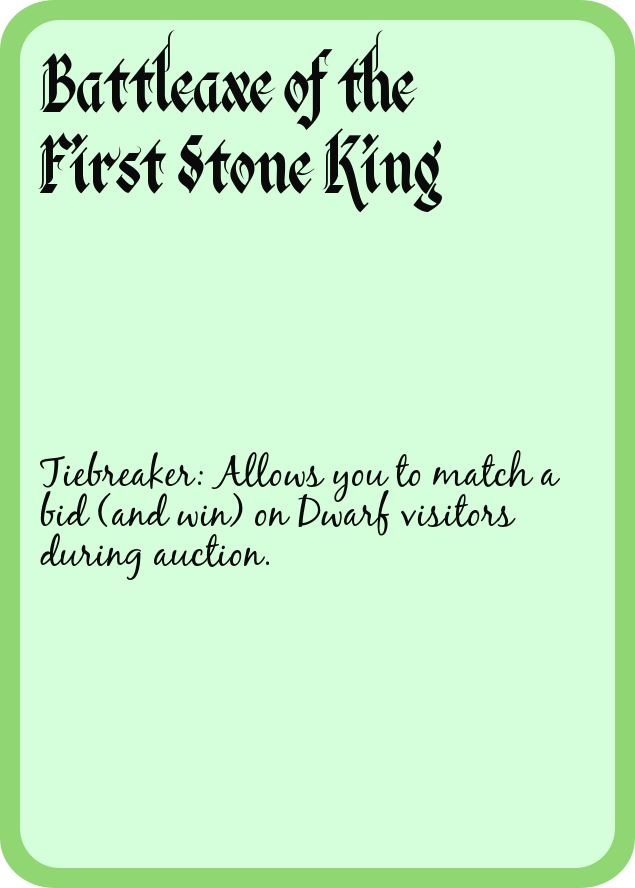 Battleaxe of the
First Stone King
Tiebreaker: Allows you to match a
bid (and win) on Dwarf visitors
during auction.